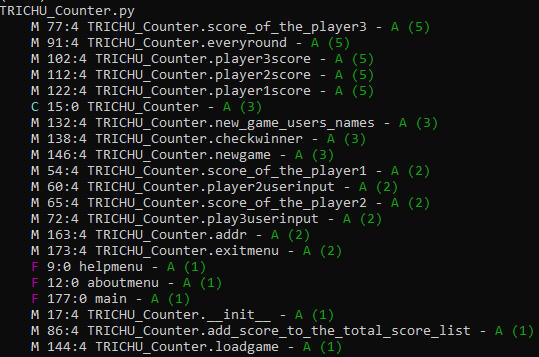 TRICHU_Counter.py
M 77:4 TRICHU_Counter.score_of_the_player3 - A (5)
M 91:4 TRICHU_Counter.everyround - A (5)
M 102:4 TRICHU_Counter.player3score - A (5)
M 112:4 TRICHU_Counter.player2score - A (5)
M 122:4 TRICHU_Counter.player1score - A (5)
C 15:0 TRICHU_Counter - A (3)
M 132:4 TRICHU_Counter.new_game_users_names - A (3)
M 138:4 TRICHU_Counter.checkwinner - A (3)
M 146:4 TRICHU_Counter.newgame - A (3)
M 54:4 TRICHU_Counter.score_of_the_player1 - A (2)
M 60:4 TRICHU_Counter.player2userinput - A (2)
M 65:4 TRICHU_Counter.score_of_the_player2 - A (2)
M 72:4 TRICHU_Counter.play3userinput - A (2)
M 163:4 TRICHU_Counter.addr - A (2)
M 173:4 TRICHU_Counter.exitmenu - A (2)
F 9:0 helpmenu - A (1)
F 12:0 aboutmenu - A (1)
F 177:0 main - A (1)
M 17:4 TRICHU_Counter.__init__ - A (1)
M 86:4 TRICHU_Counter.add_score_to_the_total_score_list - A (1)
M 144:4 TRICHU_Counter.loadgame - A (1)